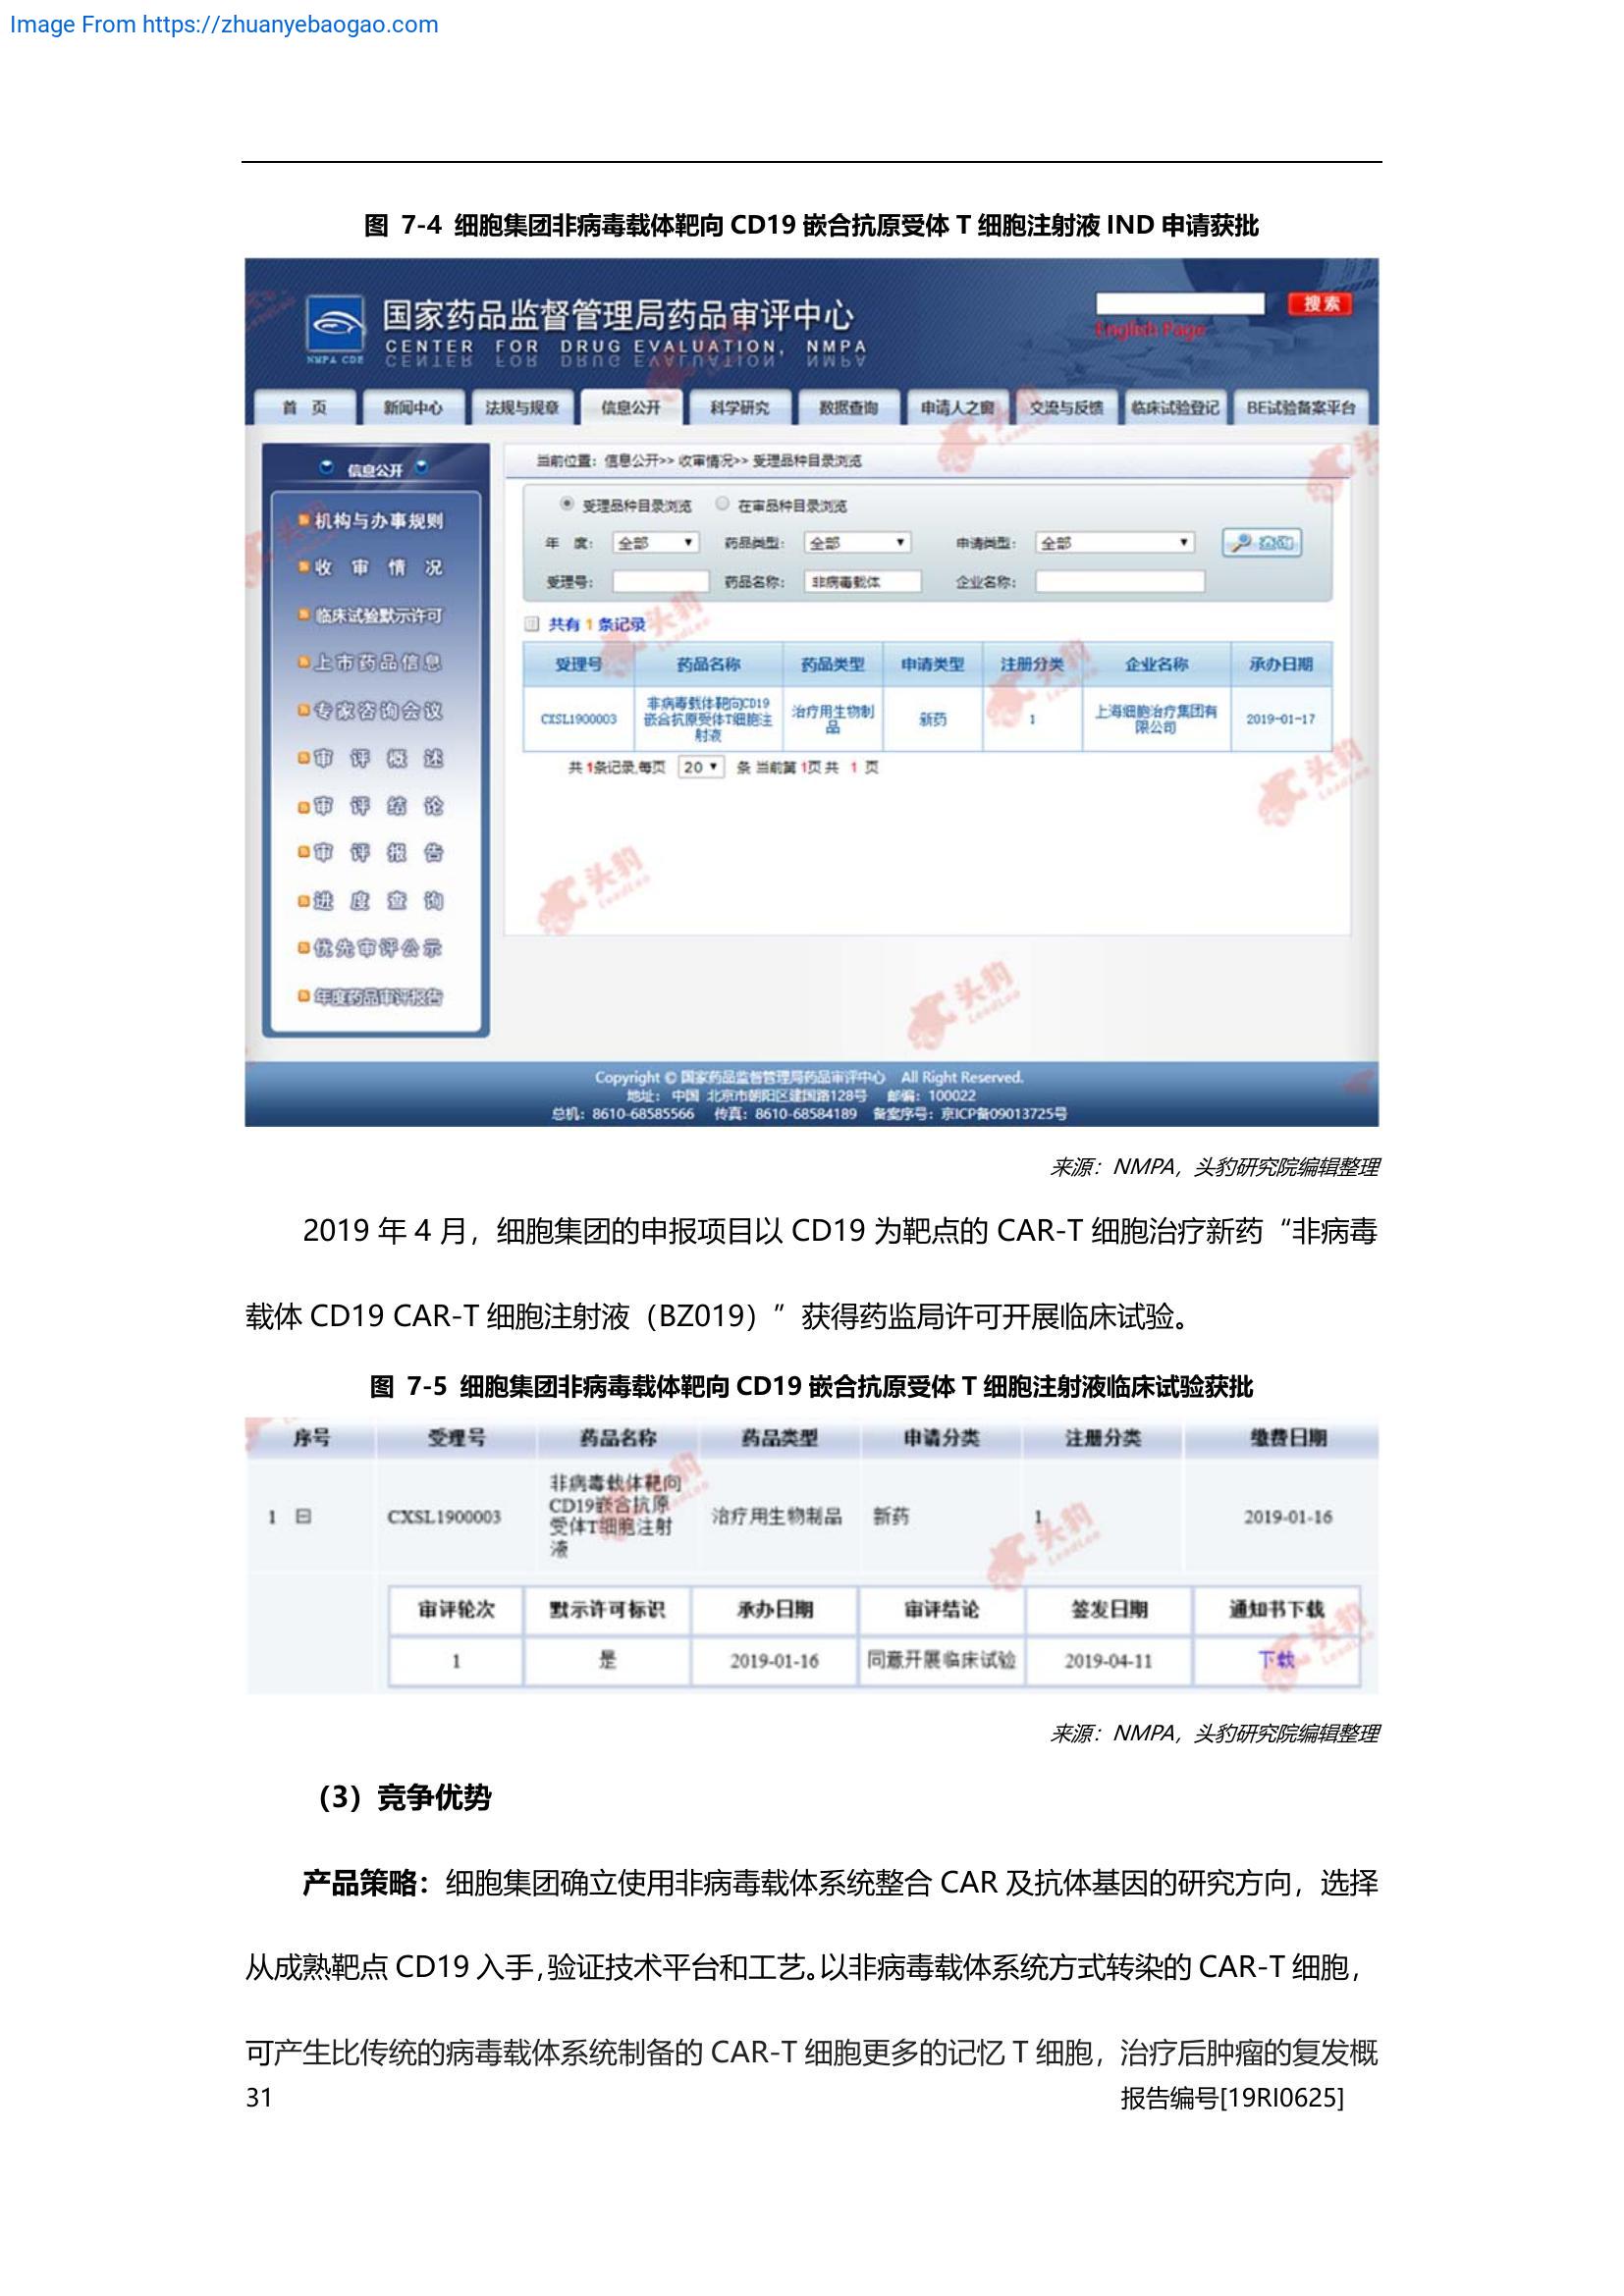 Image From https://zhuanyebaogao.com
图 7-4 细胞集团非病毒载体靶向 CD19 嵌合抗原受体 T 细胞注射液 IND 申请获批
NMPA CDE
国家药品监督管理局药品审评中心
CENTER FOR DRUG EVALUATION, NMPA
搜索
English Page
首 页 新闻中心 法规与规章 信息公开 科学研究 数据查询 申请人之窗 交流与反馈 临床试验登记 BE试验备案平台
信息公开
机构与办事规则
收 审 情 况
临床试验默示许可
上市药品信息
专家咨询会议
审 评 概 述
审 评 结 论
审 评 报 告
进 度 查 询
优先审评公示
年度药品审评报告
当前位置：信息公开>> 收审情况>> 受理品种目录浏览
受理品种目录浏览 在审品种目录浏览
年 度： 全部 药品类型： 全部 申请类型： 全部 查询
受理号： 药品名称： 非病毒载体 企业名称：
共有 1 条记录
受理号 药品名称 药品类型 申请类型 注册分类 企业名称 承办日期
CXSL1900003 非病毒载体靶向CD19嵌合抗原受体T细胞注射液 治疗用生物制品 新药 1 上海细胞治疗集团有限公司 2019-01-17
共 1条记录,每页 20 条 当前第 1页 共 1 页
Copyright © 国家药品监督管理局药品审评中心 All Right Reserved.
地址： 中国 北京市朝阳区建国路128号 邮编：100022
总机：8610-68585566 传真：8610-68584189 备案序号：京ICP备09013725号
来源：NMPA，头豹研究院编辑整理
2019 年 4 月，细胞集团的申报项目以 CD19 为靶点的 CAR-T 细胞治疗新药“非病毒
载体 CD19 CAR-T 细胞注射液（BZ019）”获得药监局许可开展临床试验。
图 7-5 细胞集团非病毒载体靶向 CD19 嵌合抗原受体 T 细胞注射液临床试验获批
序号 受理号 药品名称 药品类型 申请分类 注册分类 缴费日期
1 CXSL1900003 非病毒载体靶向CD19嵌合抗原受体T细胞注射液 治疗用生物制品 新药 1 2019-01-16
审评轮次 默示许可标识 承办日期 审评结论 签发日期 通知书下载
1 是 2019-01-16 同意开展临床试验 2019-04-11 下载
来源：NMPA，头豹研究院编辑整理
（3）竞争优势
产品策略：细胞集团确立使用非病毒载体系统整合 CAR 及抗体基因的研究方向，选择
从成熟靶点 CD19 入手，验证技术平台和工艺。以非病毒载体系统方式转染的 CAR-T 细胞，
可产生比传统的病毒载体系统制备的 CAR-T 细胞更多的记忆 T 细胞，治疗后肿瘤的复发概
31 报告编号[19RI0625]